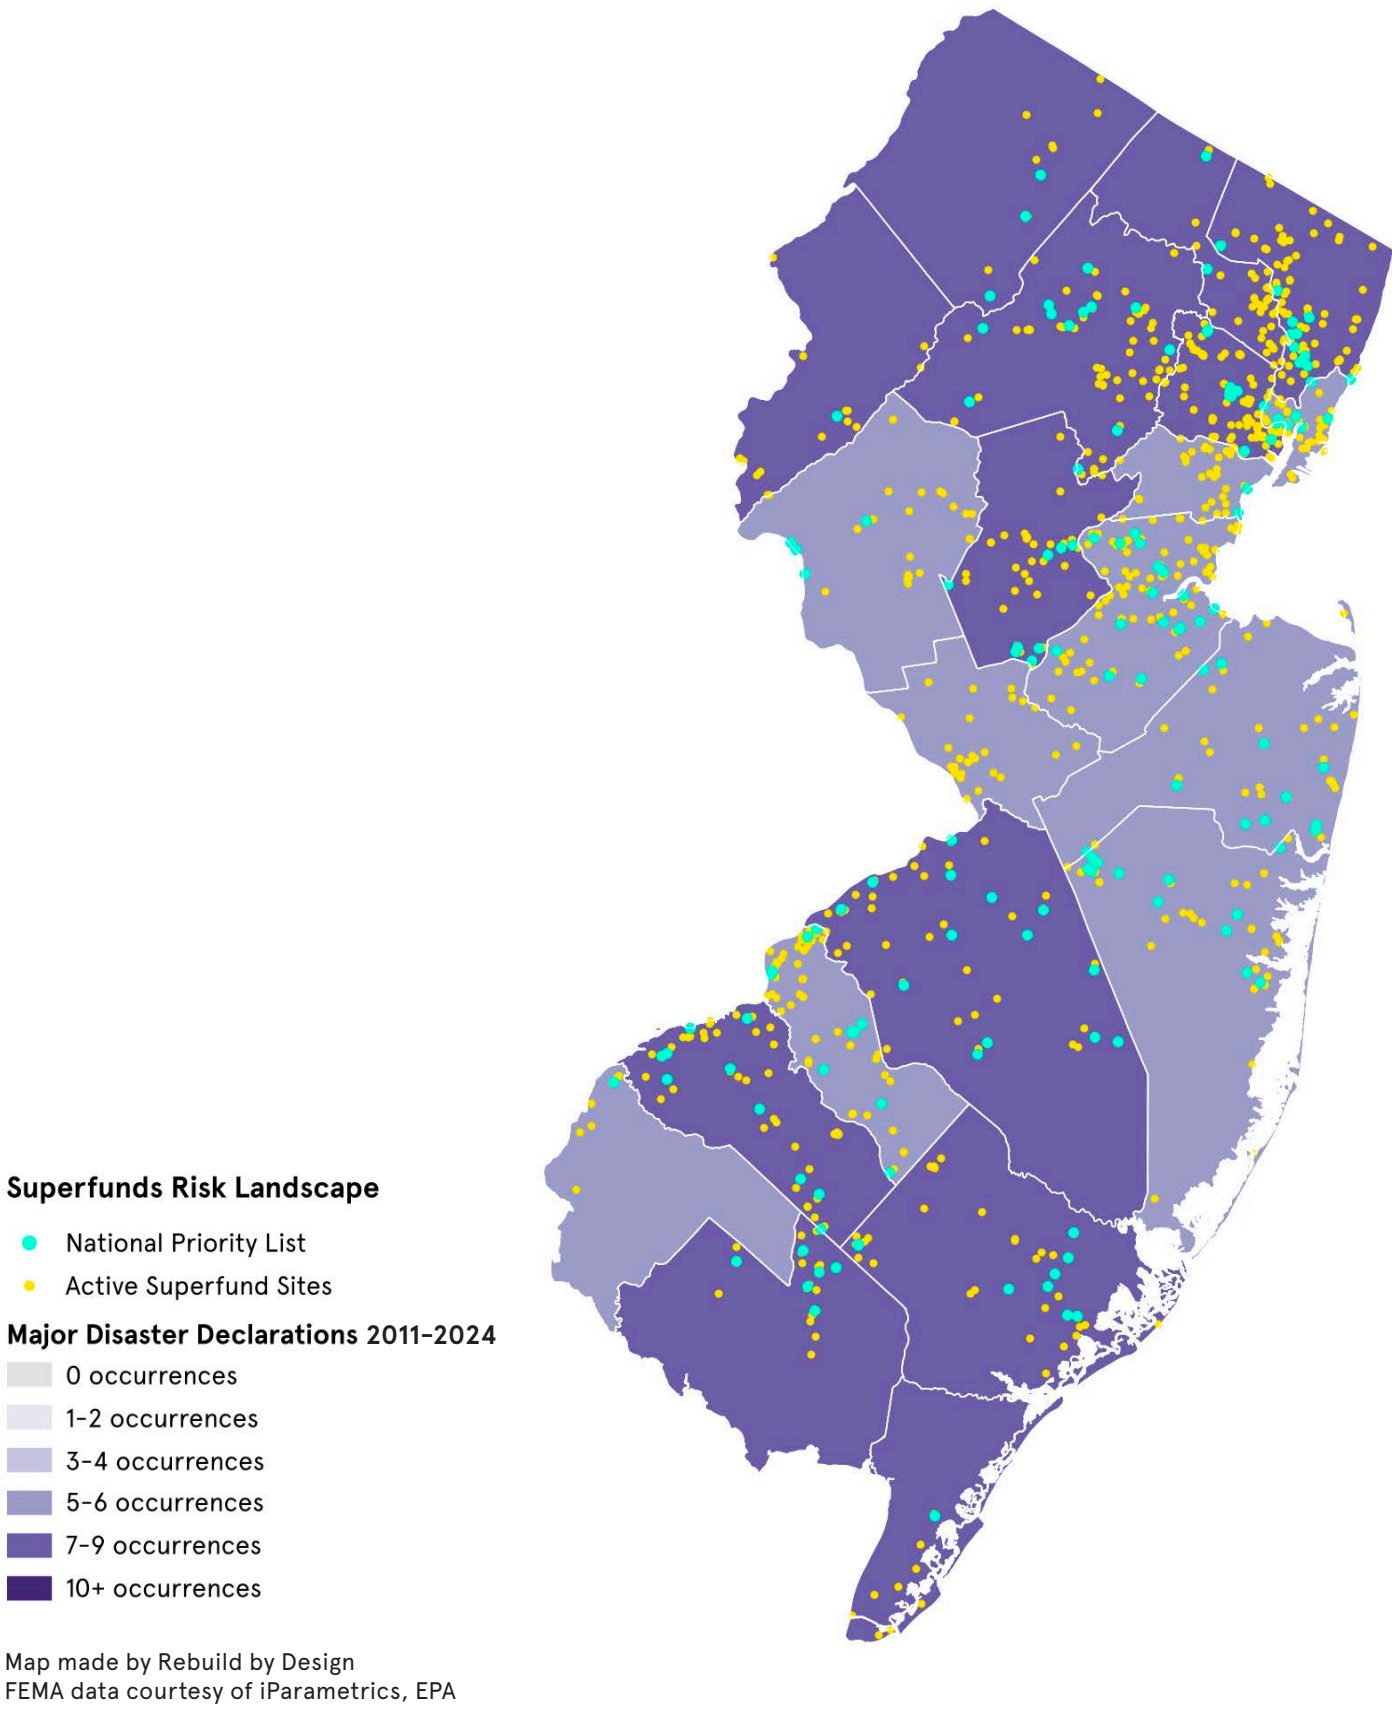 Superfunds Risk Landscape
National Priority List
Active Superfund Sites
Major Disaster Declarations 2011-2024
0 occurrences
1-2 occurrences
3-4 occurrences
5-6 occurrences
7-9 occurrences
10+ occurrences
Map made by Rebuild by Design
FEMA data courtesy of iParametrics, EPA